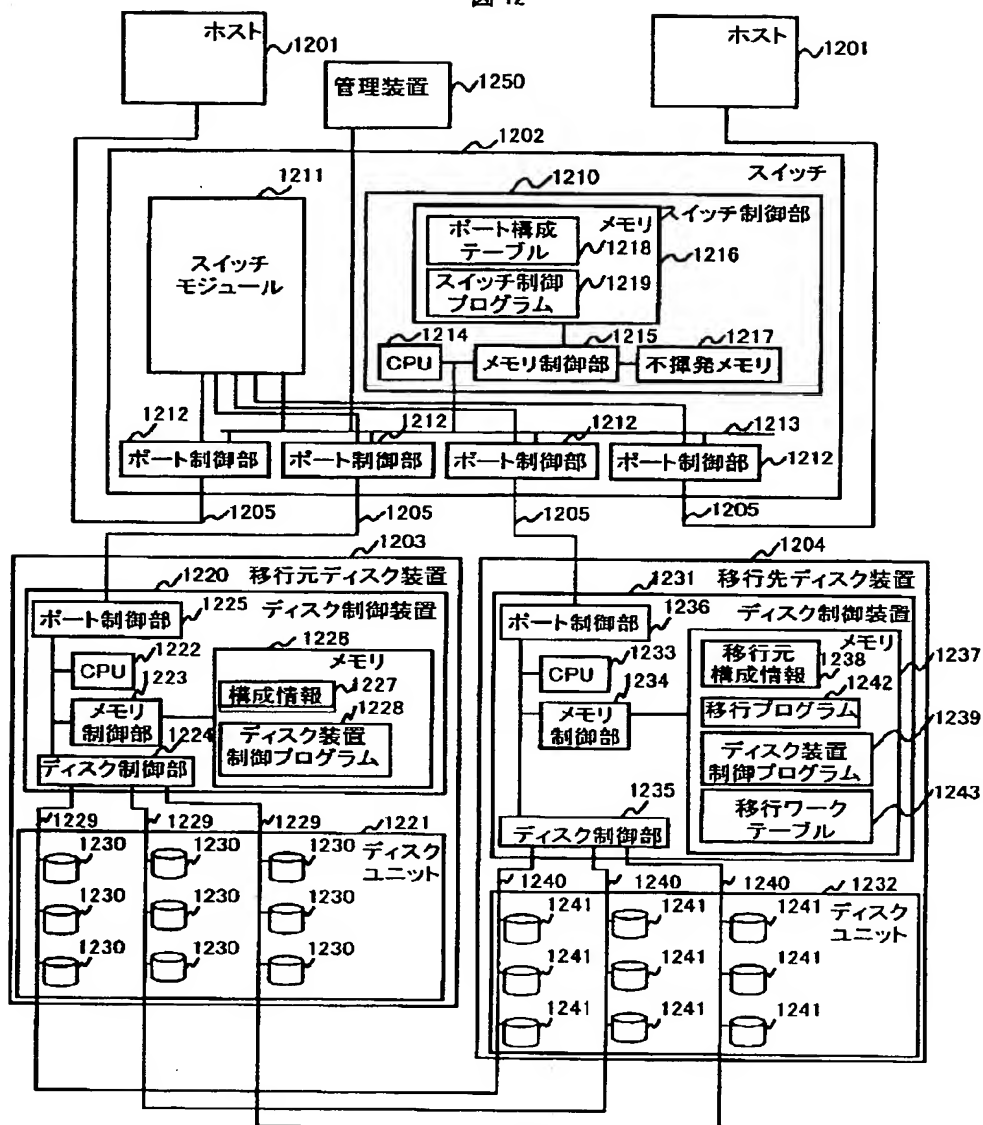 図 12
ホスト
1201
ホスト
1201
管理装置
1250
1202
スイッチ
1211
スイッチ
モジュール
1210
スイッチ制御部
メモリ
ポート構成
テーブル
1218
1216
スイッチ制御
プログラム
1219
1214
CPU
1215
メモリ制御部
1217
不揮発メモリ
1212
ポート制御部
1212
ポート制御部
1212
ポート制御部
1213
ポート制御部
1212
1205
1205
1205
1205
1203
移行元ディスク装置
1220
ディスク制御装置
1225
ポート制御部
1222
CPU
1223
メモリ
制御部
1224
ディスク制御部
1228
メモリ
構成情報
1227
1228
ディスク装置
制御プログラム
1229
1229
1229
1221
ディスク
ユニット
1230
1230
1230
1230
1230
1230
1230
1230
1230
1204
移行先ディスク装置
1231
ディスク制御装置
1236
ポート制御部
1233
CPU
1234
メモリ
制御部
メモリ
1237
移行元
構成情報
1238
1242
移行プログラム
1239
ディスク装置
制御プログラム
1243
移行ワーク
テーブル
1235
ディスク制御部
1240
1240
1240
1232
ディスク
ユニット
1241
1241
1241
1241
1241
1241
1241
1241
1241